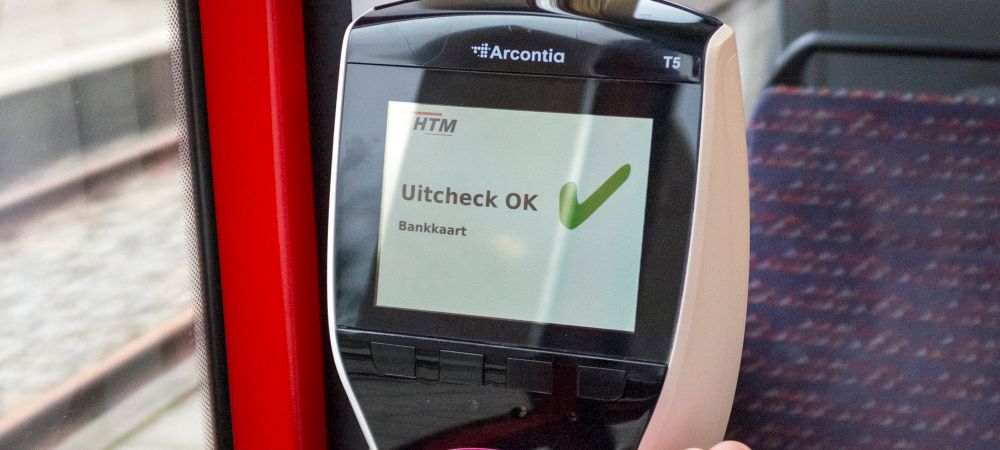 Arcontia
T5
HTM
Uitcheck OK
Bankkaart